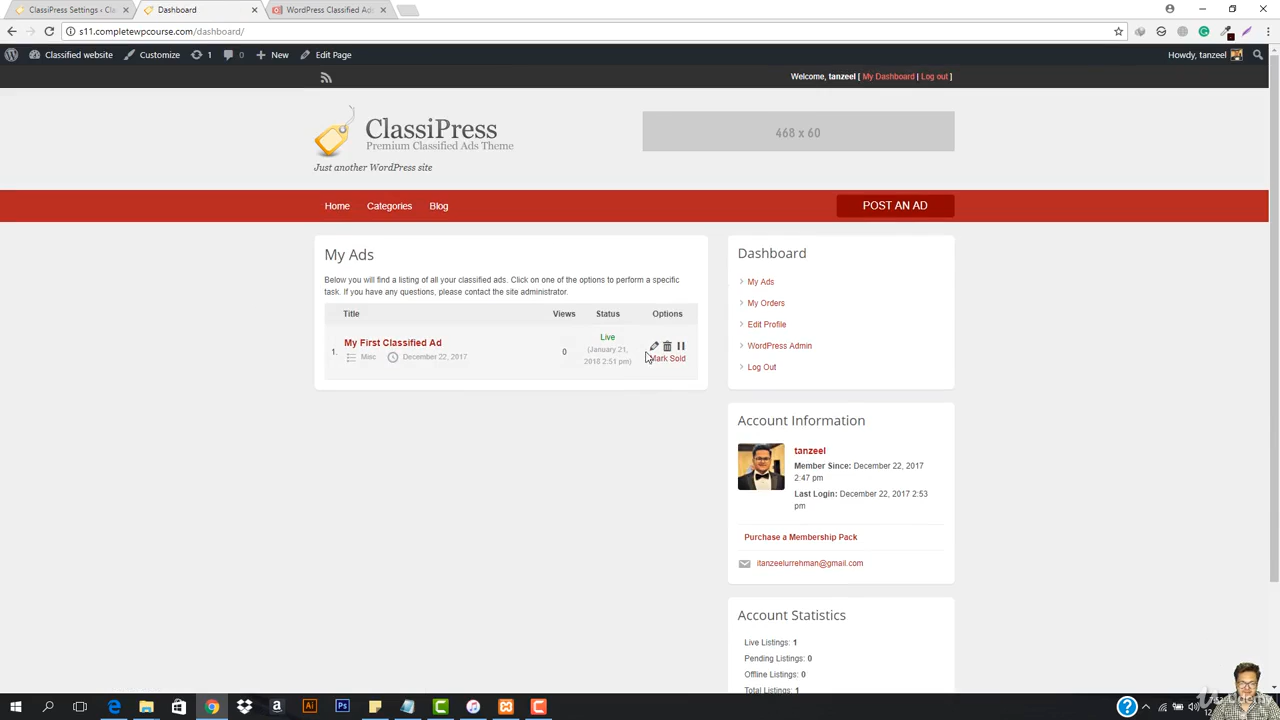 ClassiPress Settings ‹ C
Dashboard
WordPress Classified Ads
s11.completewpcourse.com/dashboard/
Classified website
Customize
1
0
New
Edit Page
Howdy, tanzeel
Welcome, tanzeel [ My Dashboard | Log out ]
ClassiPress
Premium Classified Ads Theme
Just another WordPress site
468 x 60
Home
Categories
Blog
POST AN AD
My Ads
Below you will find a listing of all your classified ads. Click on one of the options to perform a specific
task. If you have any questions, please contact the site administrator.
Title Views Status Options
1.
My First Classified Ad
Misc December 22, 2017
0
Live
(January 21,
2018 2:51 pm)
Mark Sold
Dashboard
My Ads
My Orders
Edit Profile
WordPress Admin
Log Out
Account Information
tanzeel
Member Since: December 22, 2017
2:47 pm
Last Login: December 22, 2017 2:53
pm
Purchase a Membership Pack
itanzeelurrehman@gmail.com
Account Statistics
Live Listings: 1
Pending Listings: 0
Offline Listings: 0
Total Listings: 1